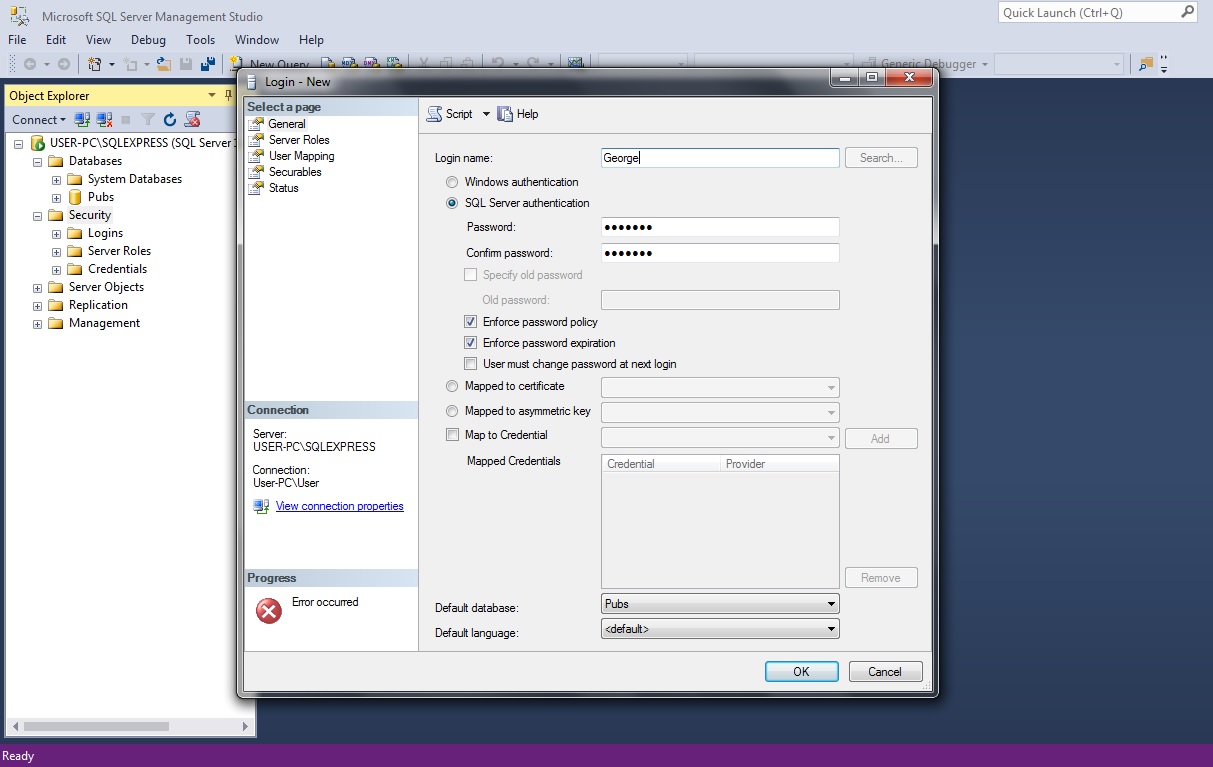 Microsoft SQL Server Management Studio
Quick Launch (Ctrl+Q)
File Edit View Debug Tools Window Help
New Query
Generic Debugger
Object Explorer
Connect
USER-PC\SQLEXPRESS (SQL Server
Databases
System Databases
Pubs
Security
Logins
Server Roles
Credentials
Server Objects
Replication
Management
Login - New
Select a page
General
Server Roles
User Mapping
Securables
Status
Connection
Server:
USER-PC\SQLEXPRESS
Connection:
User-PC\User
View connection properties
Progress
Error occurred
Script Help
Login name: George Search...
Windows authentication
SQL Server authentication
Password: •••••••
Confirm password: •••••••
Specify old password
Old password:
Enforce password policy
Enforce password expiration
User must change password at next login
Mapped to certificate
Mapped to asymmetric key
Map to Credential Add
Mapped Credentials Credential Provider
Remove
Default database: Pubs
Default language: <default>
OK Cancel
Ready